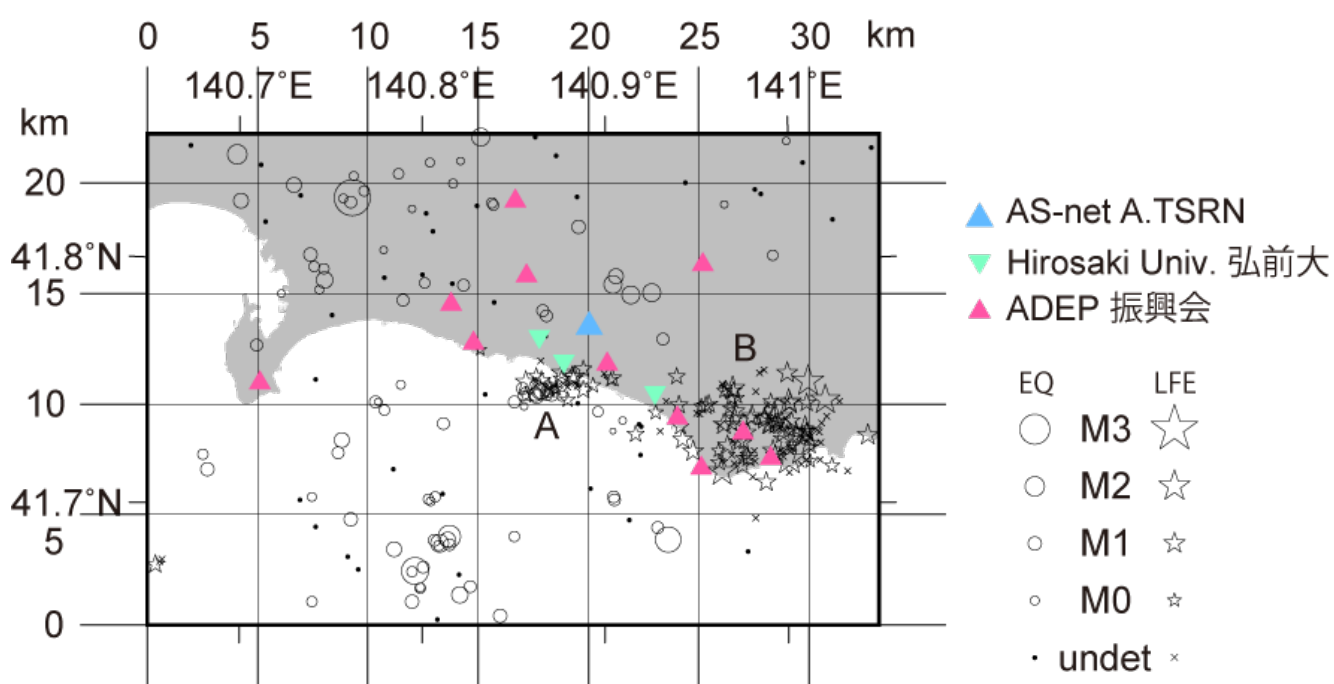 0 5 10 15 20 25 30 km
140.7°E 140.8°E 140.9°E 141°E
km
20
41.8°N
15
10
41.7°N
5
0
A
B
AS-net A.TSRN
Hirosaki Univ. 弘前大
ADEP 振興会
EQ LFE
M3
M2
M1
M0
undet